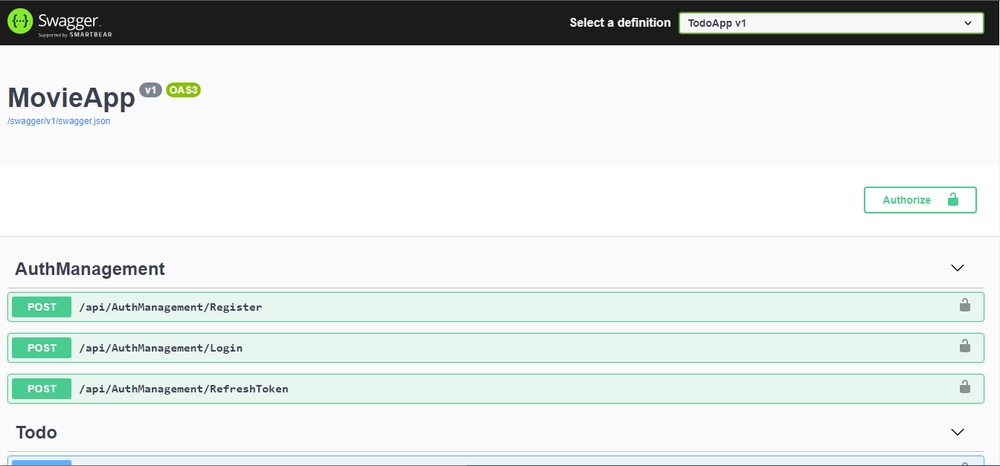 {···} Swagger.
Supported by SMARTBEAR
Select a definition
TodoApp v1
MovieApp v1 OAS3
/swagger/v1/swagger.json
Authorize
AuthManagement
POST /api/AuthManagement/Register
POST /api/AuthManagement/Login
POST /api/AuthManagement/RefreshToken
Todo